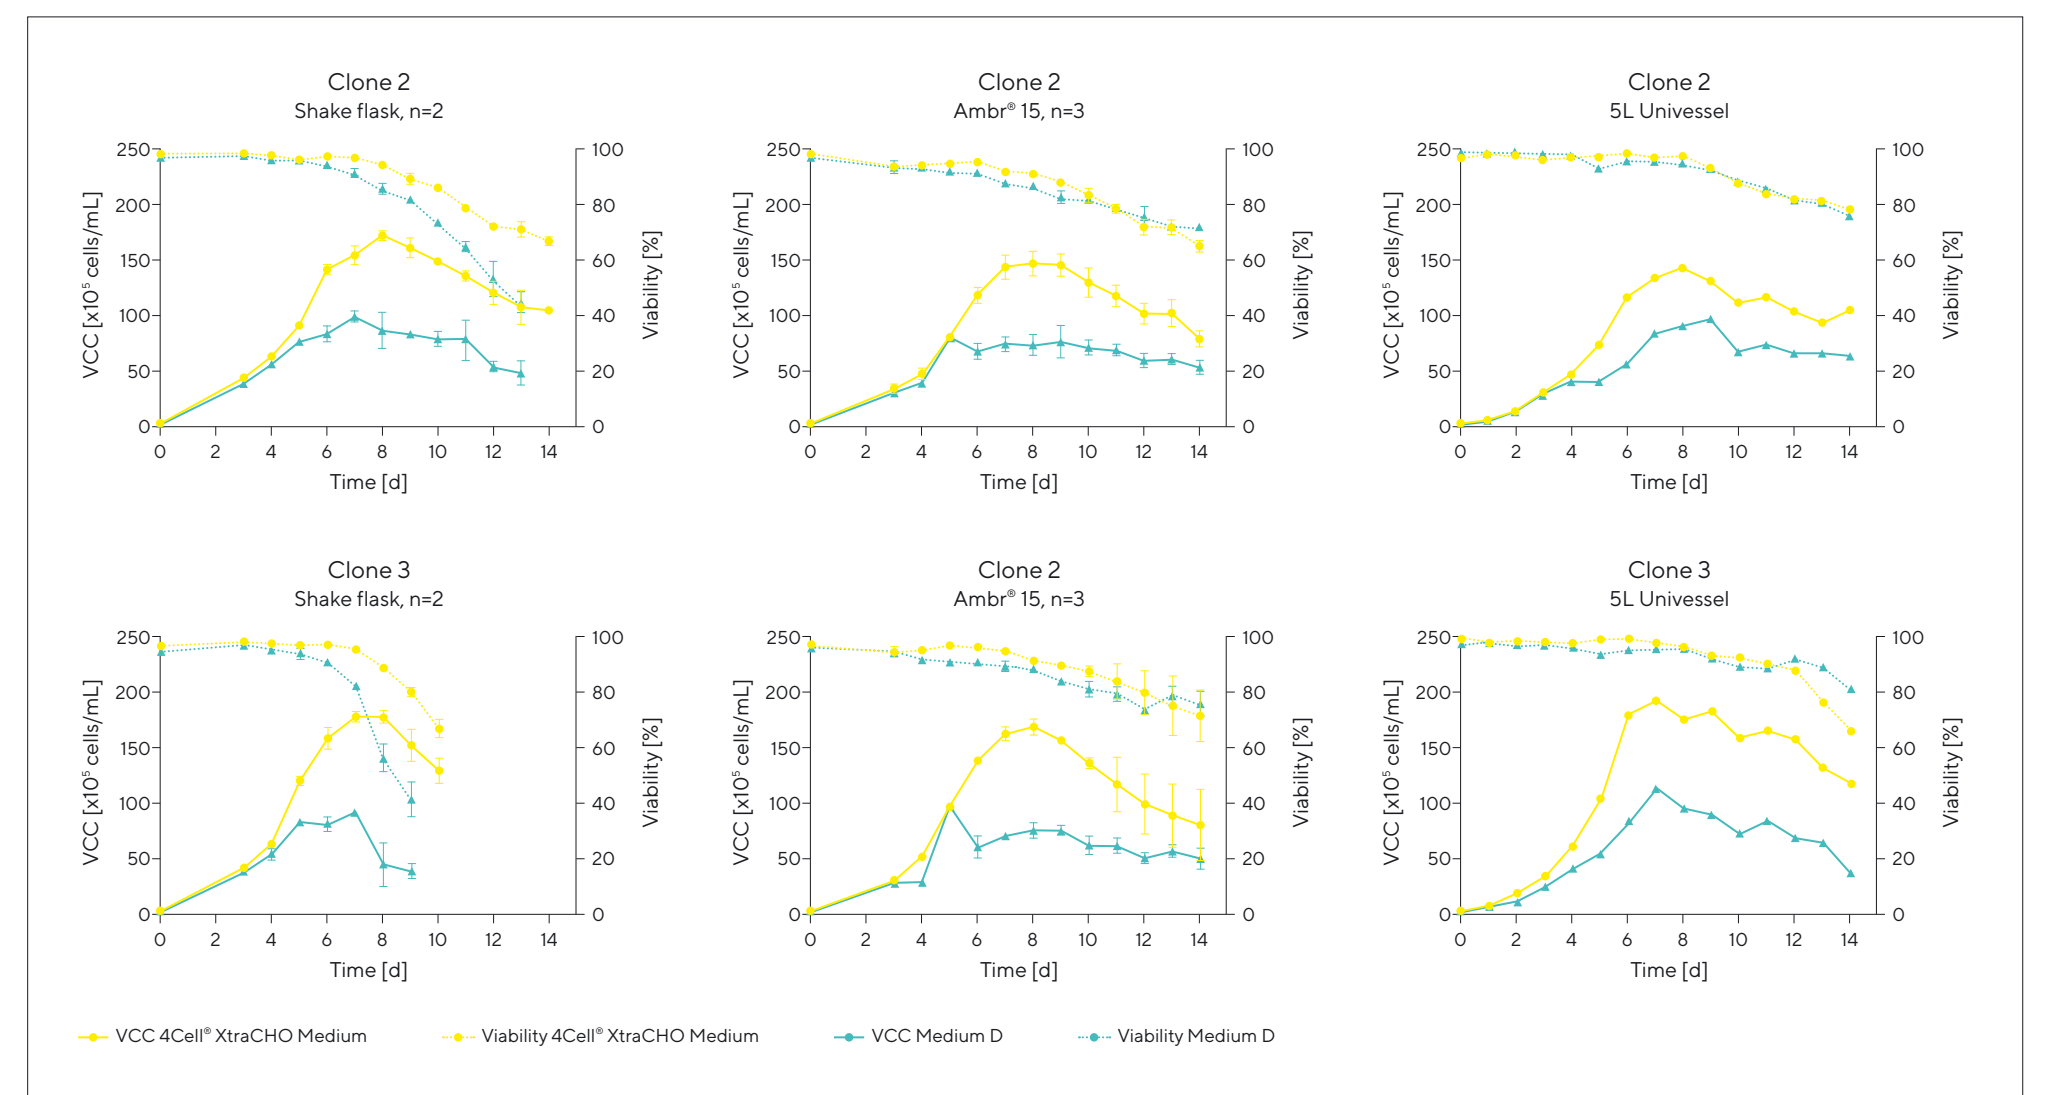 Clone 2
Shake flask, n=2
250
200
150
100
50
0
VCC [x10⁵ cells/mL]
100
80
60
40
20
0
Viability [%]
0 2 4 6 8 10 12 14
Time [d]
Clone 2
Ambr® 15, n=3
250
200
150
100
50
0
VCC [x10⁵ cells/mL]
100
80
60
40
20
0
Viability [%]
0 2 4 6 8 10 12 14
Time [d]
Clone 2
5L Univessel
250
200
150
100
50
0
VCC [x10⁵ cells/mL]
100
80
60
40
20
0
Viability [%]
0 2 4 6 8 10 12 14
Time [d]
Clone 3
Shake flask, n=2
250
200
150
100
50
0
VCC [x10⁵ cells/mL]
100
80
60
40
20
0
Viability [%]
0 2 4 6 8 10 12 14
Time [d]
Clone 2
Ambr® 15, n=3
250
200
150
100
50
0
VCC [x10⁵ cells/mL]
100
80
60
40
20
0
Viability [%]
0 2 4 6 8 10 12 14
Time [d]
Clone 3
5L Univessel
250
200
150
100
50
0
VCC [x10⁵ cells/mL]
100
80
60
40
20
0
Viability [%]
0 2 4 6 8 10 12 14
Time [d]
VCC 4Cell® XtraCHO Medium
Viability 4Cell® XtraCHO Medium
VCC Medium D
Viability Medium D